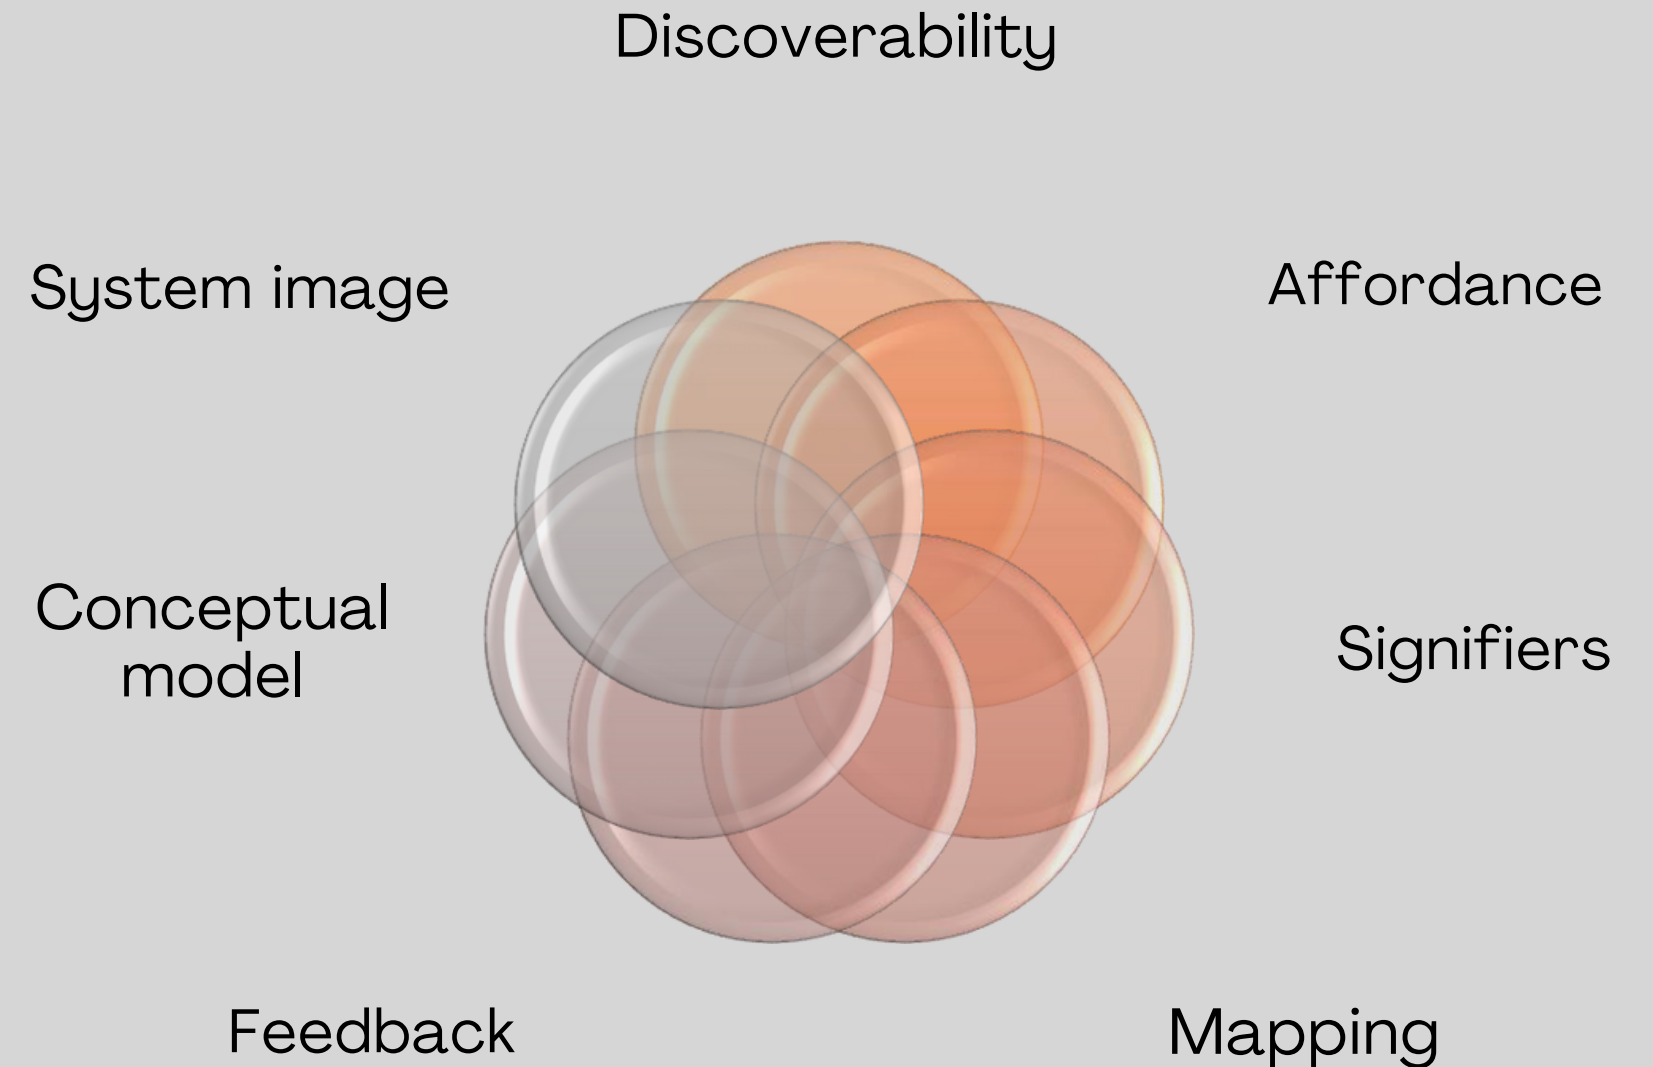 Discoverability
System image
Affordance
Conceptual
model
Signifiers
Feedback
Mapping